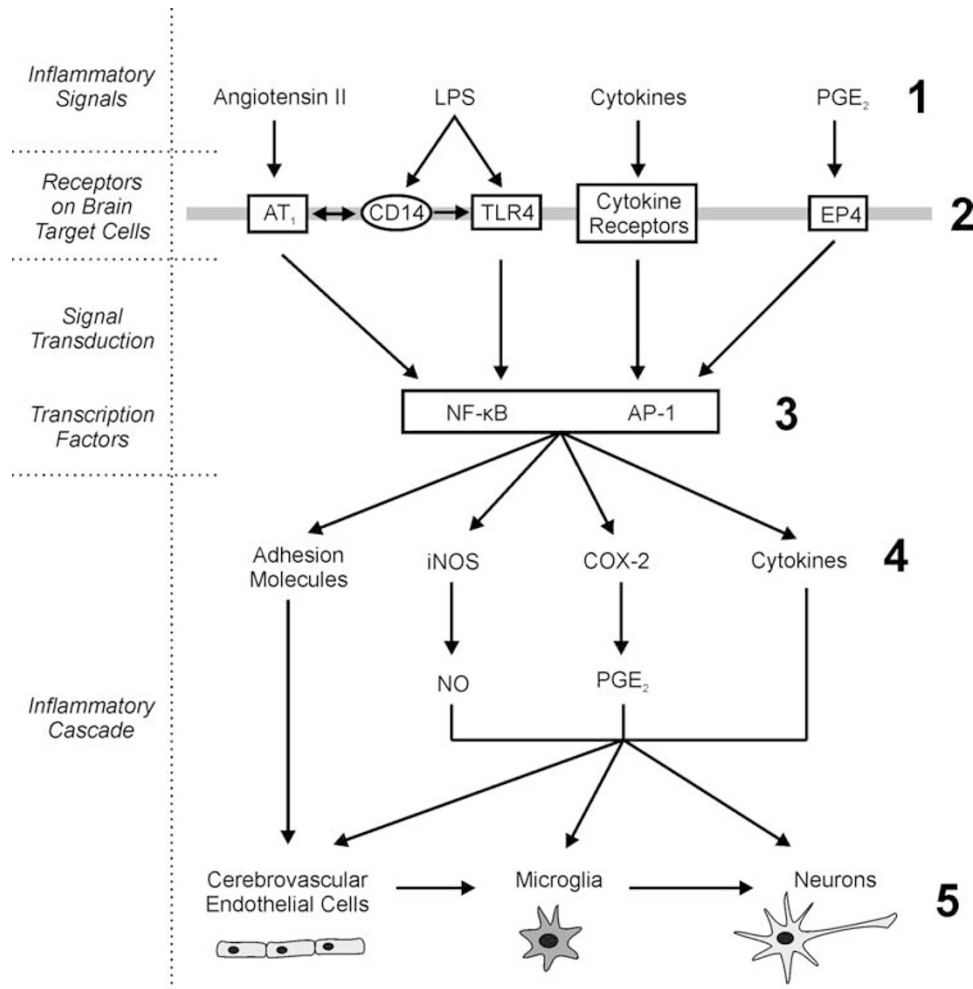 Inflammatory
Signals
Angiotensin II
LPS
Cytokines
PGE₂
1
Receptors
on Brain
Target Cells
AT₁
CD14
TLR4
Cytokine
Receptors
EP4
2
Signal
Transduction
Transcription
Factors
NF-κB
AP-1
3
Adhesion
Molecules
iNOS
COX-2
Cytokines
4
NO
PGE₂
Inflammatory
Cascade
Cerebrovascular
Endothelial Cells
Microglia
Neurons
5